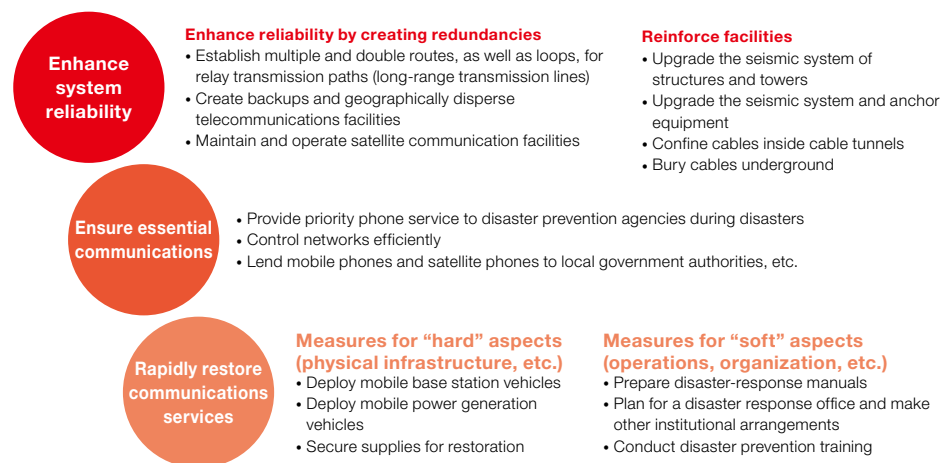 Enhance
system
reliability
Enhance reliability by creating redundancies
• Establish multiple and double routes, as well as loops, for
relay transmission paths (long-range transmission lines)
• Create backups and geographically disperse
telecommunications facilities
• Maintain and operate satellite communication facilities
Reinforce facilities
• Upgrade the seismic system of
structures and towers
• Upgrade the seismic system and anchor
equipment
• Confine cables inside cable tunnels
• Bury cables underground
Ensure essential
communications
• Provide priority phone service to disaster prevention agencies during disasters
• Control networks efficiently
• Lend mobile phones and satellite phones to local government authorities, etc.
Rapidly restore
communications
services
Measures for “hard” aspects
(physical infrastructure, etc.)
• Deploy mobile base station vehicles
• Deploy mobile power generation
vehicles
• Secure supplies for restoration
Measures for “soft” aspects
(operations, organization, etc.)
• Prepare disaster-response manuals
• Plan for a disaster response office and make
other institutional arrangements
• Conduct disaster prevention training